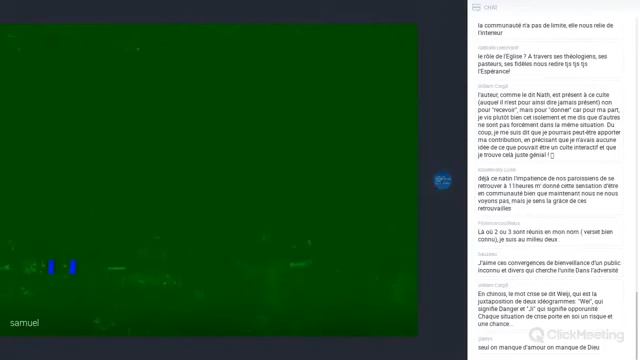 CHAT
la communauté n'a pas de limite, elle nous relie de
l'interieur
le rôle de l'Eglise ? A travers ses théologiens, ses
pasteurs, ses fidèles nous redire tjs tjs tjs
l'Espérance!
l'auteur, comme le dit Nath, est présent à ce culte
(auquel il n'est pour ainsi dire jamais présent) non
pour "recevoir", mais pour "donner" car pour ma part,
je vis plutôt bien cet isolement et me dis que d'autres
ne sont pas forcément dans la même situation. Du
coup, je me suis dit que je pourrais peut-être apporter
ma contribution, en précisant que je n'avais aucune
idée de ce que pouvait être un culte interactif et que
je trouve celà juste génial !
déjà ce natin l'impatience de nos paroissiens de se
retrouver à 11heures m' donné cette sensation d'être
en communauté bien que maintenant nous ne nous
voyons pas, mais je sens la grâce de ces
retrouvailles
Là où 2 ou 3 sont réunis en mon nom ( verset bien
connu), je suis au milieu deux .
J'aime ces convergences de bienveillance d'un public
inconnu et divers qui cherche l'unite Dans l'adversité
En chinois, le mot crise se dit Weiji, qui est la
juxtaposition de deux idéogrammes: "Wei", qui
signifie Danger et "Ji" qui signifie opporunité
Chaque situation de crise porte en soi un risque et
une chance...
seul on manque d'amour on manque de Dieu
samuel
ClickMeeting